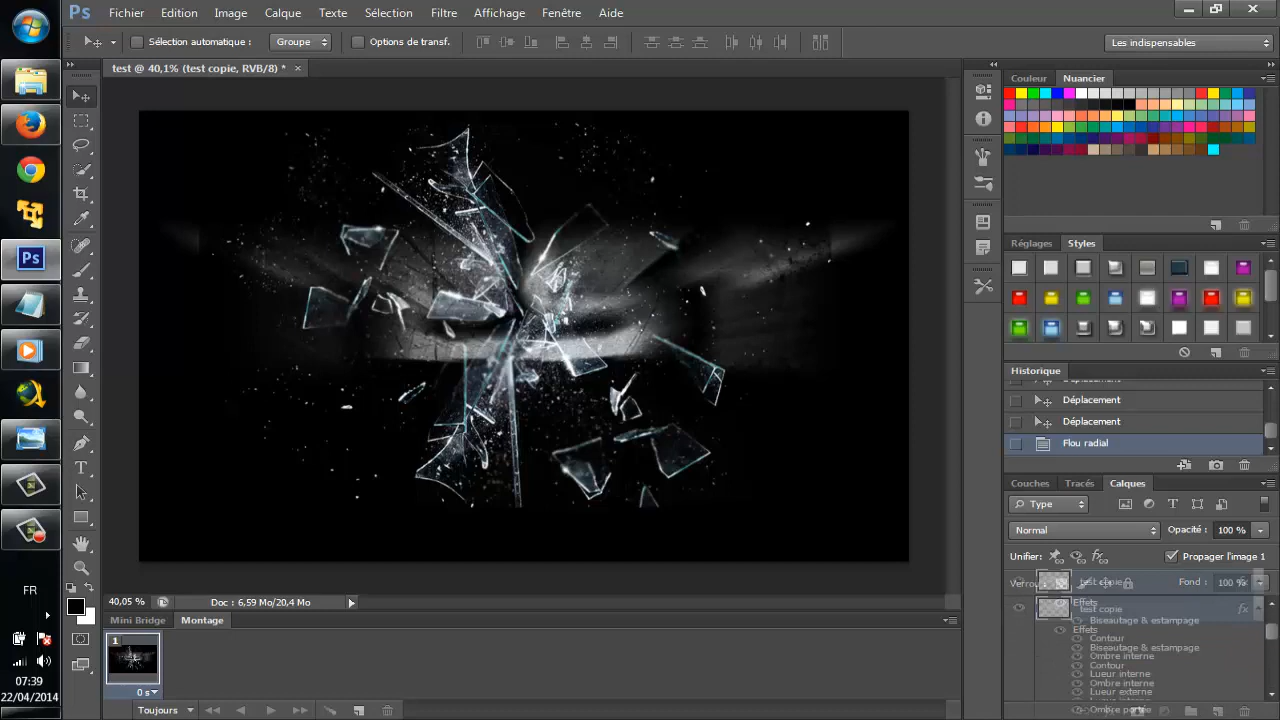 Ps Fichier Edition Image Calque Texte Sélection Filtre Affichage Fenêtre Aide
Sélection automatique : Groupe Options de transf. Les indispensables
test @ 40,1% (test copie, RVB/8) * ×
Couleur Nuancier
Réglages Styles
Ps
Historique
Déplacement
Déplacement
Déplacement
Flou radial
Couches Tracés Calques
Type
Normal Opacité : 100 %
Unifier : Propager l'image 1
Fond : 100 %
test copie
Effets
Biseautage & estampage
Effets
Contour
Biseautage & estampage
Ombre interne
Contour
Lueur interne
Ombre interne
Lueur externe
Ombre portée
FR
40,05 % Doc : 6,59 Mo/20,4 Mo
Mini Bridge Montage
1
0 s
Toujours
07:39
22/04/2014